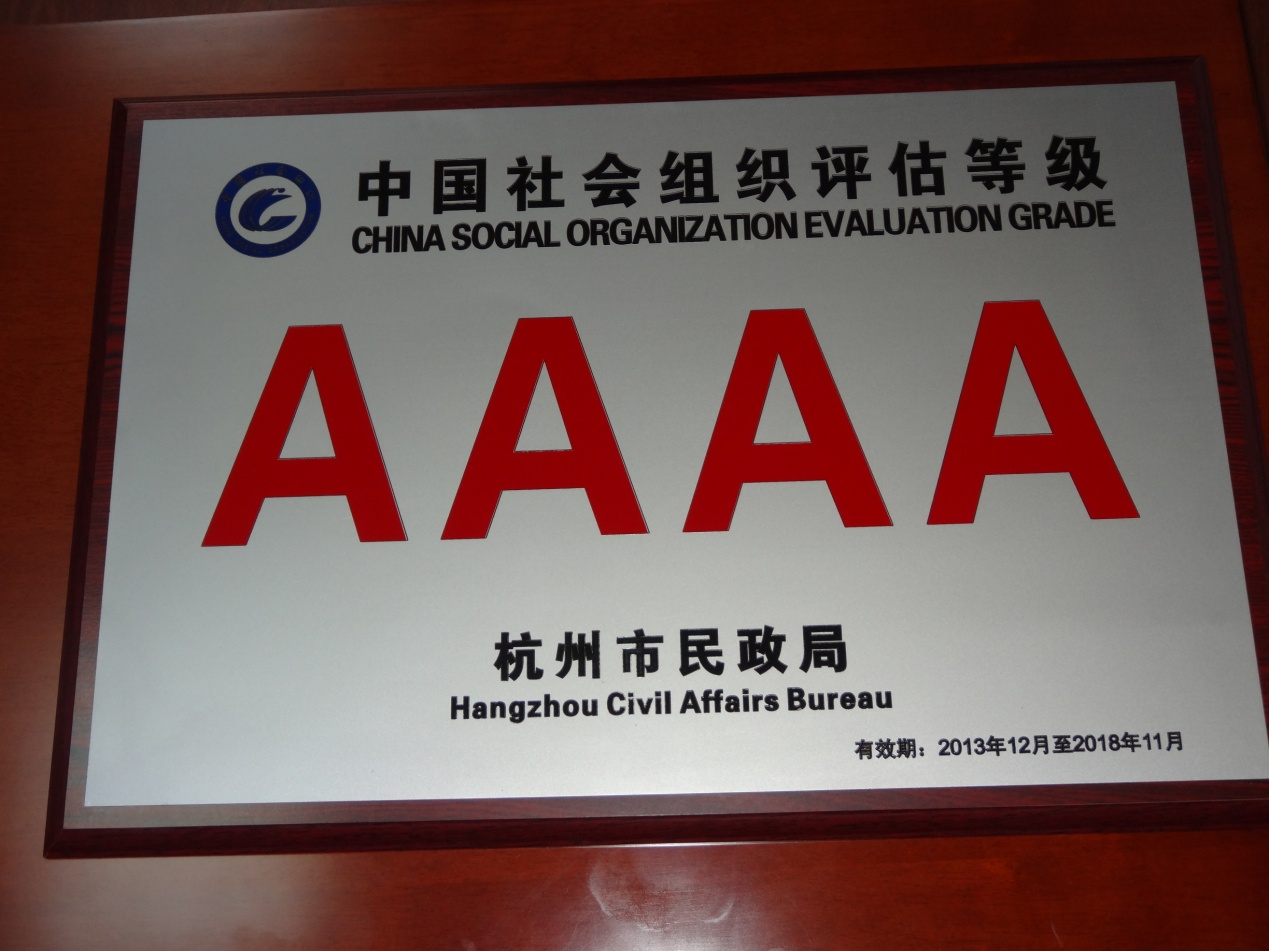 中国社会组织评估等级
CHINA SOCIAL ORGANIZATION EVALUATION GRADE
AAAA
杭州市民政局
Hangzhou Civil Affairs Bureau
有效期：2013年12月至2018年11月